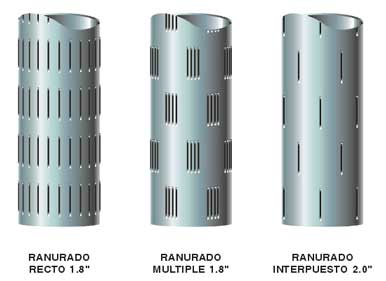 RANURADO
RECTO 1.8"
RANURADO
MULTIPLE 1.8"
RANURADO
INTERPUESTO 2.0"